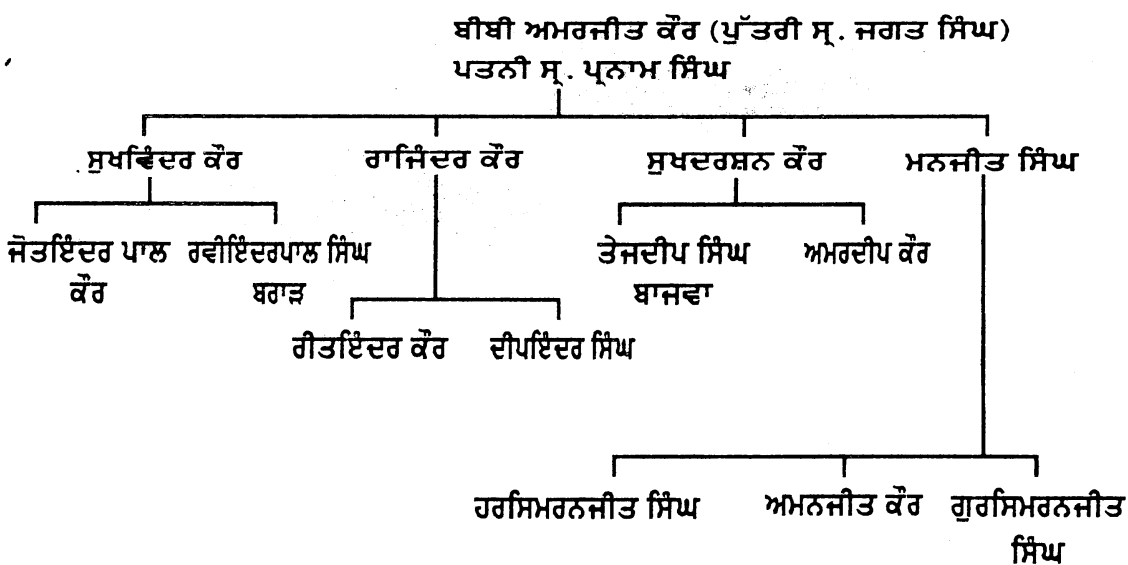 ਬੀਬੀ ਅਮਰਜੀਤ ਕੌਰ (ਪੁੱਤਰੀ ਸ੍ਰ. ਜਗਤ ਸਿੰਘ)
ਪਤਨੀ ਸ੍ਰ. ਪ੍ਰਨਾਮ ਸਿੰਘ
ਸੁਖਵਿੰਦਰ ਕੌਰ ਰਾਜਿੰਦਰ ਕੌਰ ਸੁਖਦਰਸ਼ਨ ਕੌਰ ਮਨਜੀਤ ਸਿੰਘ
ਜੋਤਇੰਦਰ ਪਾਲ ਰਵੀਇੰਦਰਪਾਲ ਸਿੰਘ ਤੇਜਦੀਪ ਸਿੰਘ ਅਮਰਦੀਪ ਕੌਰ
ਕੌਰ ਬਰਾੜ ਬਾਜਵਾ
ਰੀਤਇੰਦਰ ਕੌਰ ਦੀਪਇੰਦਰ ਸਿੰਘ
ਹਰਸਿਮਰਨਜੀਤ ਸਿੰਘ ਅਮਨਜੀਤ ਕੌਰ ਗੁਰਸਿਮਰਨਜੀਤ
ਸਿੰਘ